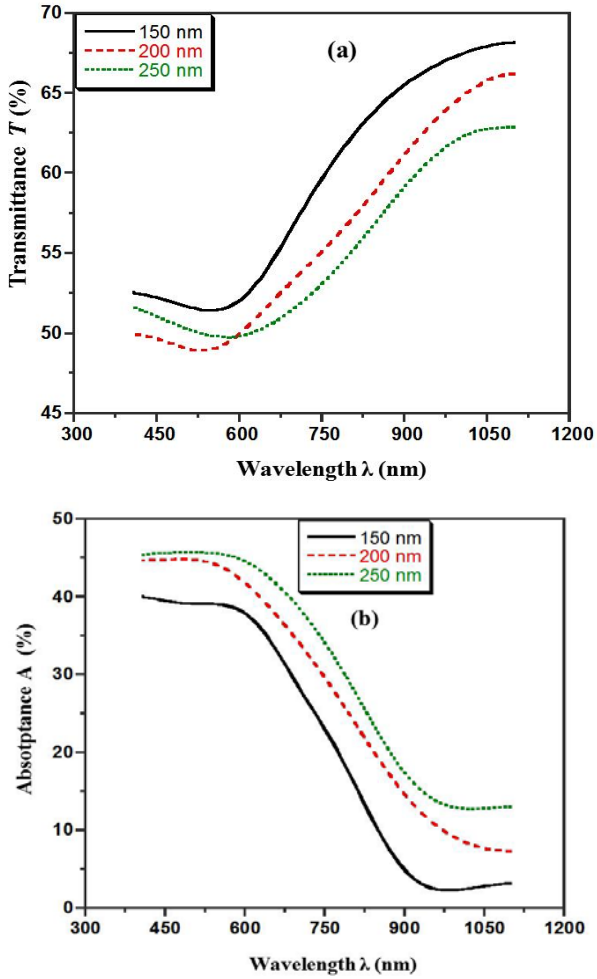 70
150 nm
200 nm
250 nm
(a)
65
60
55
50
45
Transmittance T (%)
300 450 600 750 900 1050 1200
Wavelength λ (nm)
50
150 nm
200 nm
250 nm
(b)
40
30
20
10
0
Absotptance A (%)
300 450 600 750 900 1050 1200
Wavelength λ (nm)